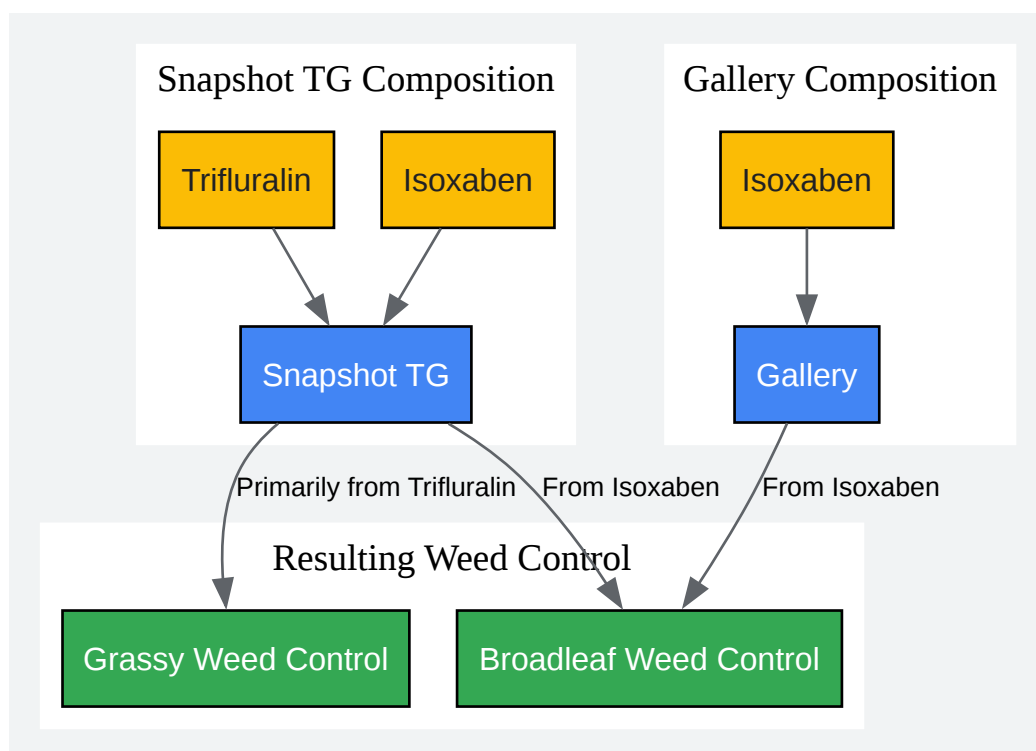 Snapshot TG Composition
Gallery Composition
Trifluralin
Isoxaben
Isoxaben
Snapshot TG
Gallery
Primarily from Trifluralin
From Isoxaben
From Isoxaben
Resulting Weed Control
Grassy Weed Control
Broadleaf Weed Control